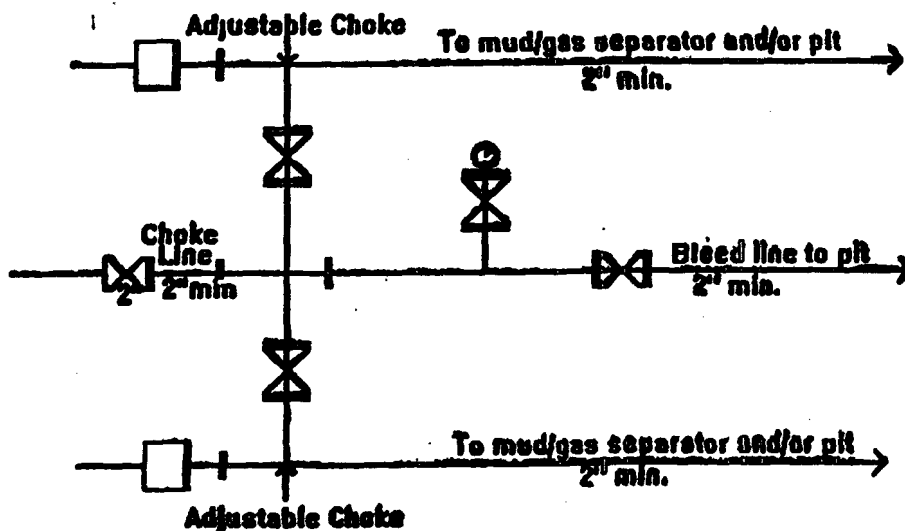 Adjustable Choke
To mud/gas separator and/or pit
2" min.
Choke
Line
2" 2" min
Bleed line to pit
2" min.
To mud/gas separator and/or pit
2" min.
Adjustable Choke